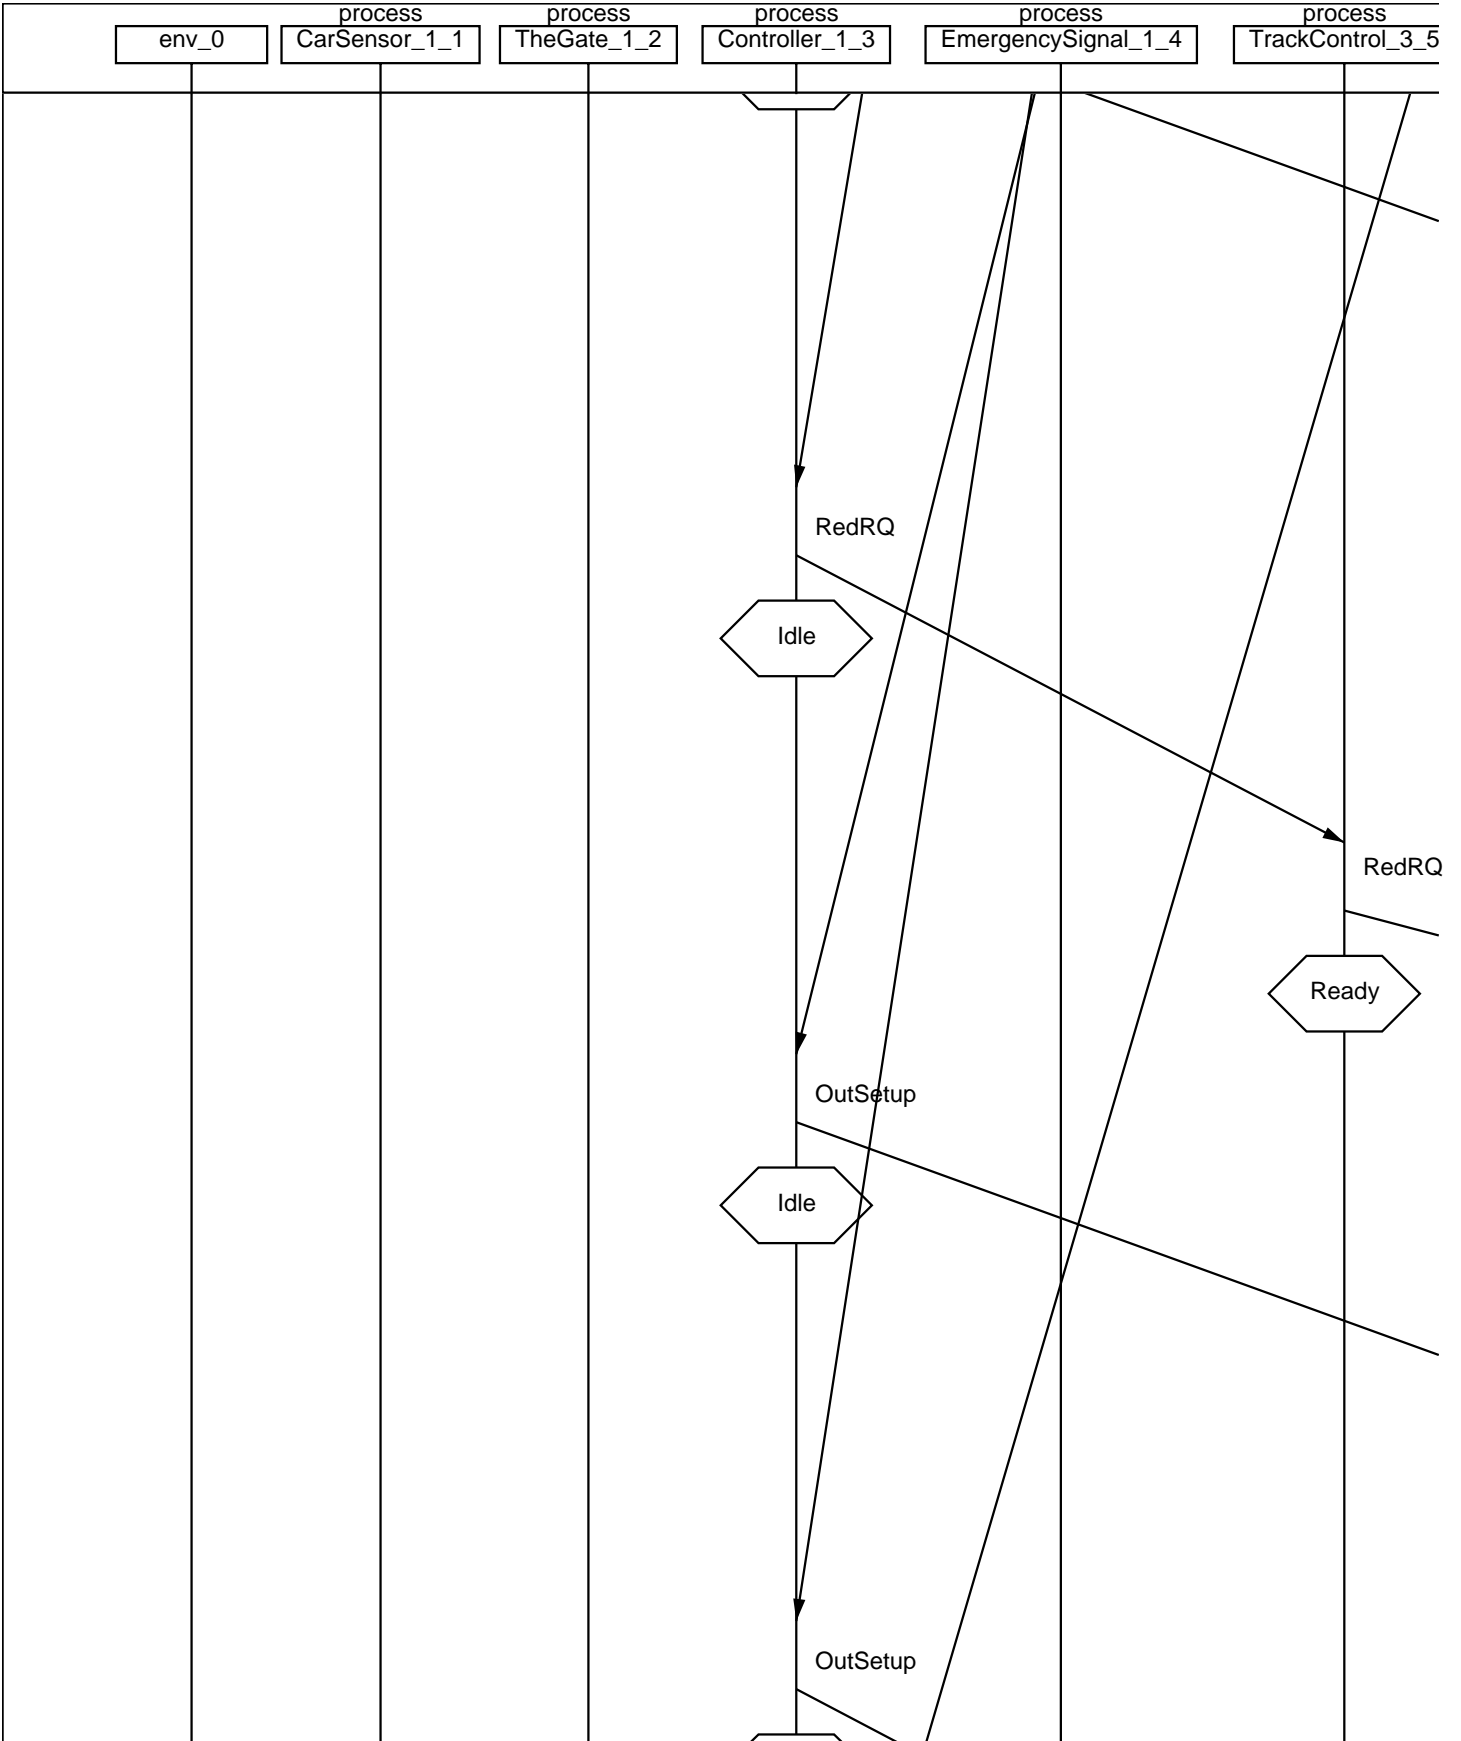 process process process process process
env_0 CarSensor_1_1 TheGate_1_2 Controller_1_3 EmergencySignal_1_4 TrackControl_3_5
RedRQ
Idle
RedRQ
Ready
OutSetup
Idle
OutSetup